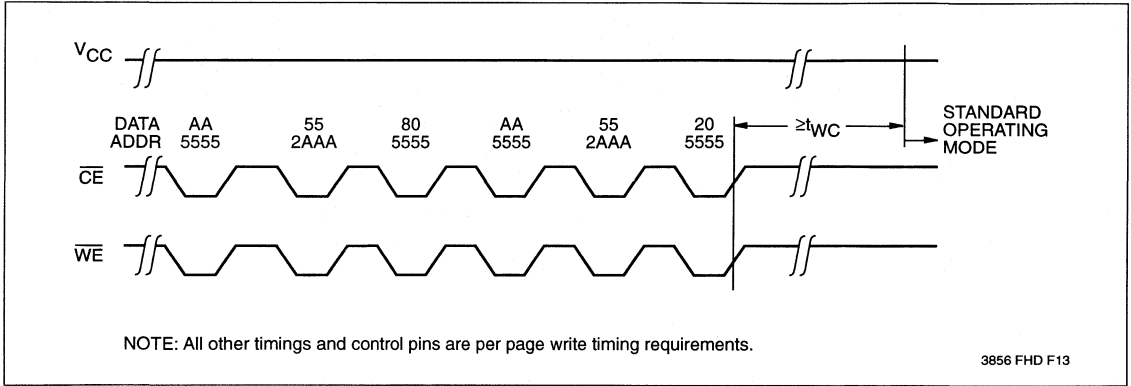 VCC
DATA AA 55 80 AA 55 20
ADDR 5555 2AAA 5555 5555 2AAA 5555
≥tWC
STANDARD
OPERATING
MODE
CE
WE
NOTE: All other timings and control pins are per page write timing requirements.
3856 FHD F13